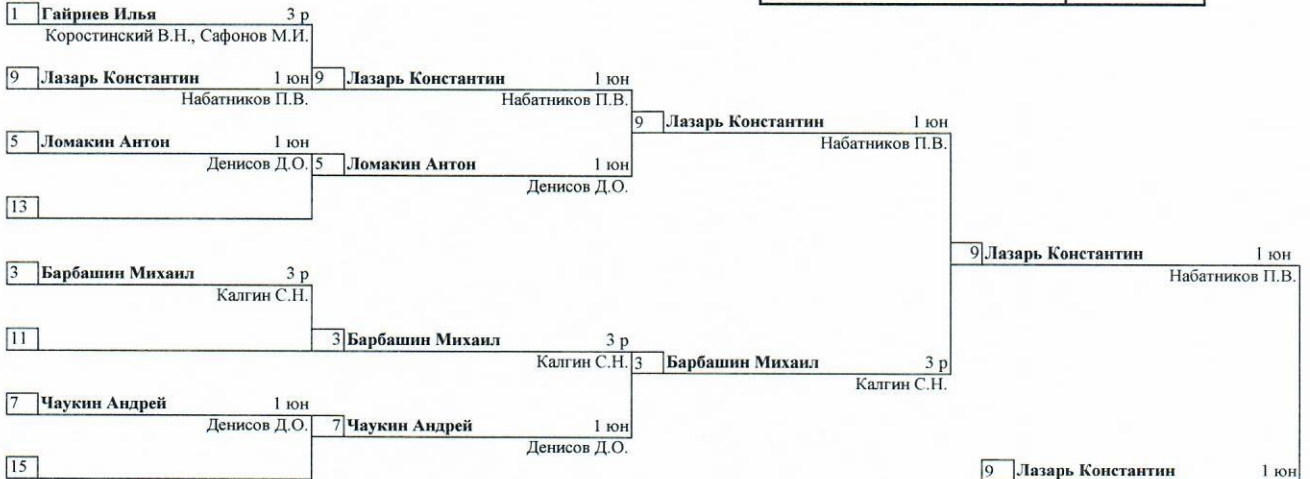 1 Гайриев Илья 3 р
Коростинский В.Н., Сафонов М.И.
9 Лазарь Константин 1 юн 9 Лазарь Константин 1 юн
Набатников П.В. Набатников П.В.
9 Лазарь Константин 1 юн
5 Ломакин Антон 1 юн Набатников П.В.
Денисов Д.О. 5 Ломакин Антон 1 юн
Денисов Д.О.
13
9 Лазарь Константин 1 юн
3 Барбашин Михаил 3 р Набатников П.В.
Калгин С.Н.
11 3 Барбашин Михаил 3 р
Калгин С.Н. 3 Барбашин Михаил 3 р
Калгин С.Н.
7 Чаукин Андрей 1 юн
Денисов Д.О. 7 Чаукин Андрей 1 юн
Денисов Д.О.
15 9 Лазарь Константин 1 юн